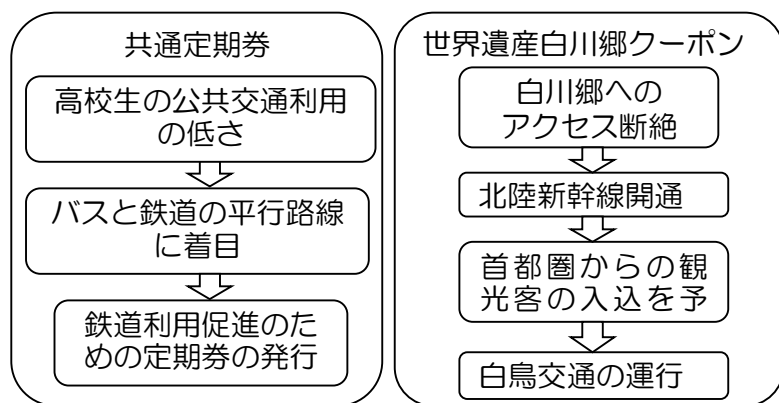 共通定期券
高校生の公共交通利用
の低さ
バスと鉄道の平行路線
に着目
鉄道利用促進のた
めの定期券の発行
世界遺産白川郷クーポン
白川郷への
アクセス断絶
北陸新幹線開通
首都圏からの観
光客の入込を予
白鳥交通の運行